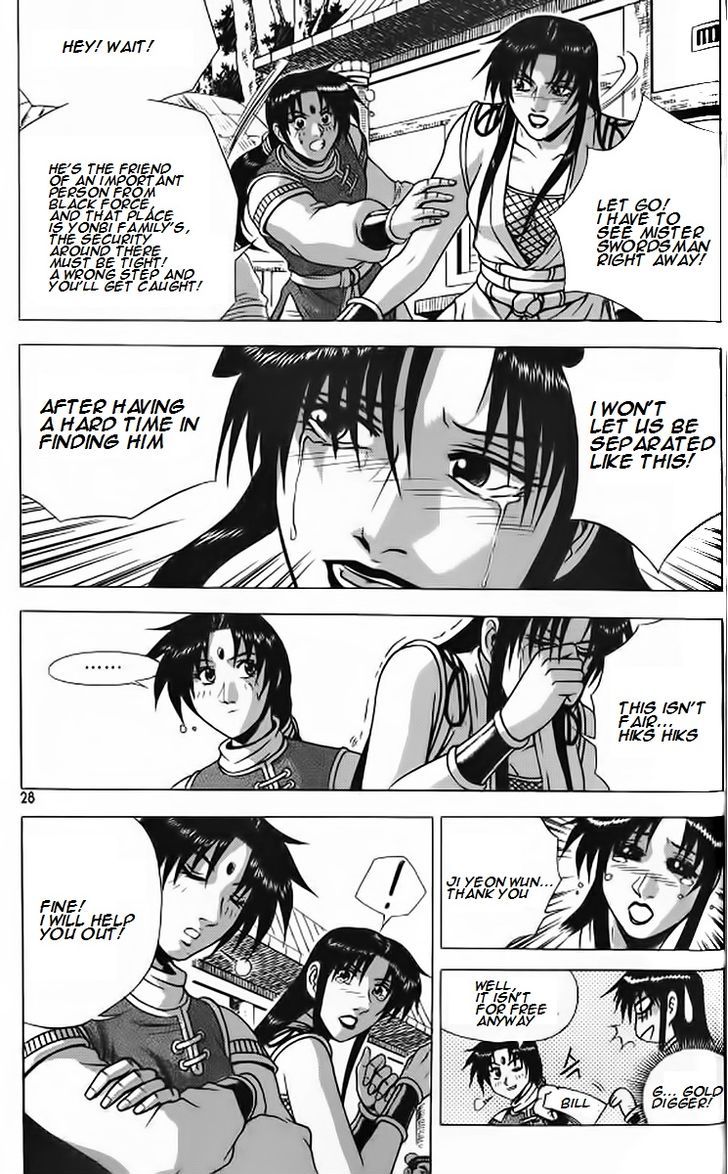 HEY! WAIT!
HE'S THE FRIEND
OF AN IMPORTANT
PERSON FROM
BLACK FORCE,
AND THAT PLACE
IS YONBI FAMILY'S,
THE SECURITY
AROUND THERE
MUST BE TIGHT!
A WRONG STEP AND
YOU'LL GET CAUGHT!
LET GO!
I HAVE TO
SEE MISTER
SWORDSMAN
RIGHT AWAY!
AFTER HAVING
A HARD TIME IN
FINDING HIM
I WON'T
LET US BE
SEPARATED
LIKE THIS!
......
THIS ISN'T
FAIR...
HIKS HIKS
28
FINE!
I WILL HELP
YOU OUT!
!
JI YEON WUN...
THANK YOU
WELL,
IT ISN'T
FOR FREE
ANYWAY
BILL
G... GOLD
DIGGER!